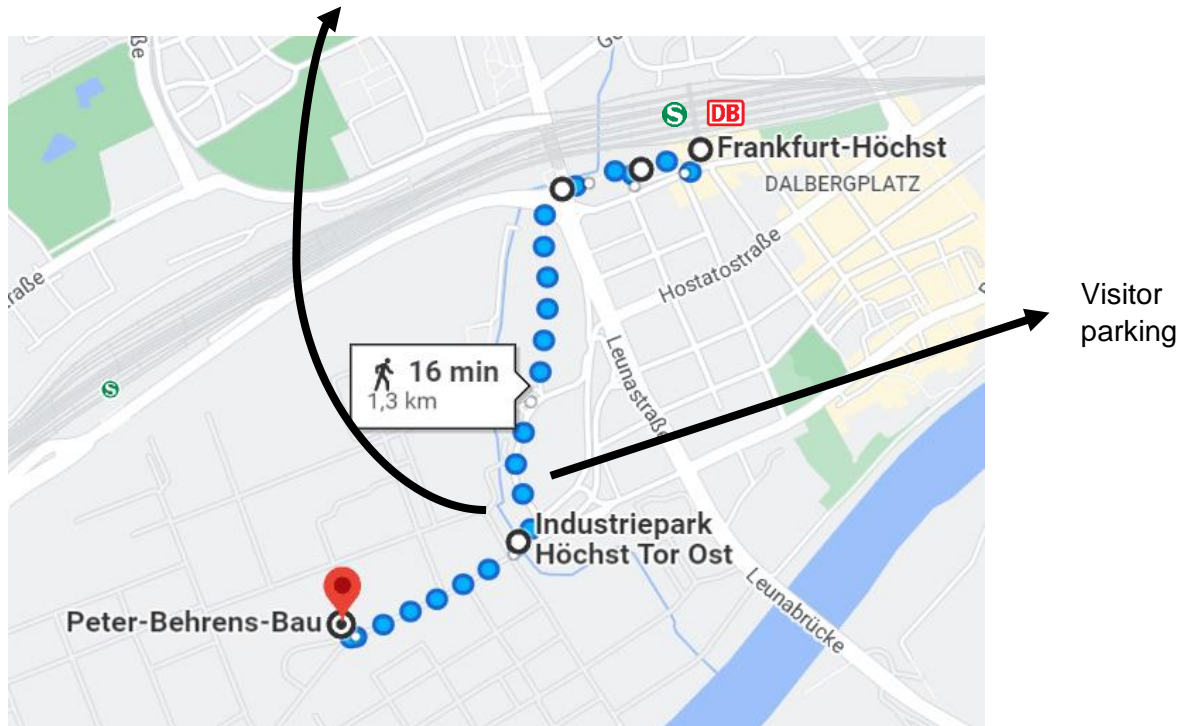 S
DB
Frankfurt-Höchst
DALBERGPLATZ
Hostatostraße
Visitor
parking
16 min
1,3 km
Leunastraße
S
Industriepark
Höchst Tor Ost
Leunabrücke
Peter-Behrens-Bau